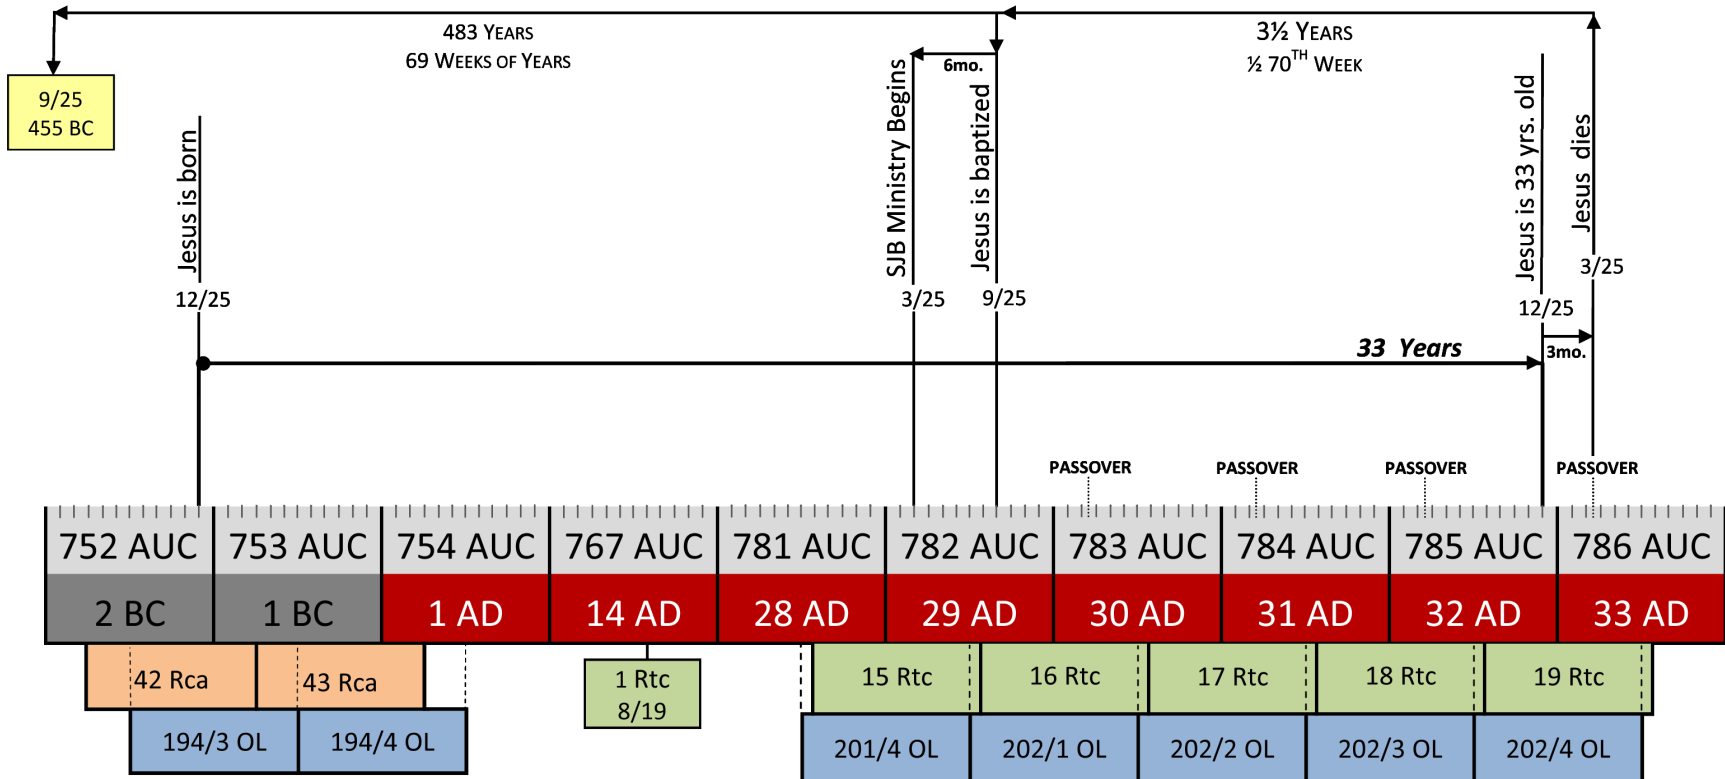 483 YEARS
69 WEEKS OF YEARS
3½ YEARS
½ 70TH WEEK
6mo.
9/25
455 BC
Jesus is born
12/25
SJB Ministry Begins
3/25
Jesus is baptized
9/25
Jesus is 33 yrs. old
12/25
Jesus dies
3/25
33 Years
3mo.
PASSOVER PASSOVER PASSOVER PASSOVER
752 AUC 753 AUC 754 AUC 767 AUC 781 AUC 782 AUC 783 AUC 784 AUC 785 AUC 786 AUC
2 BC 1 BC 1 AD 14 AD 28 AD 29 AD 30 AD 31 AD 32 AD 33 AD
42 Rca 43 Rca
1 Rtc
8/19
15 Rtc 16 Rtc 17 Rtc 18 Rtc 19 Rtc
194/3 OL 194/4 OL 201/4 OL 202/1 OL 202/2 OL 202/3 OL 202/4 OL